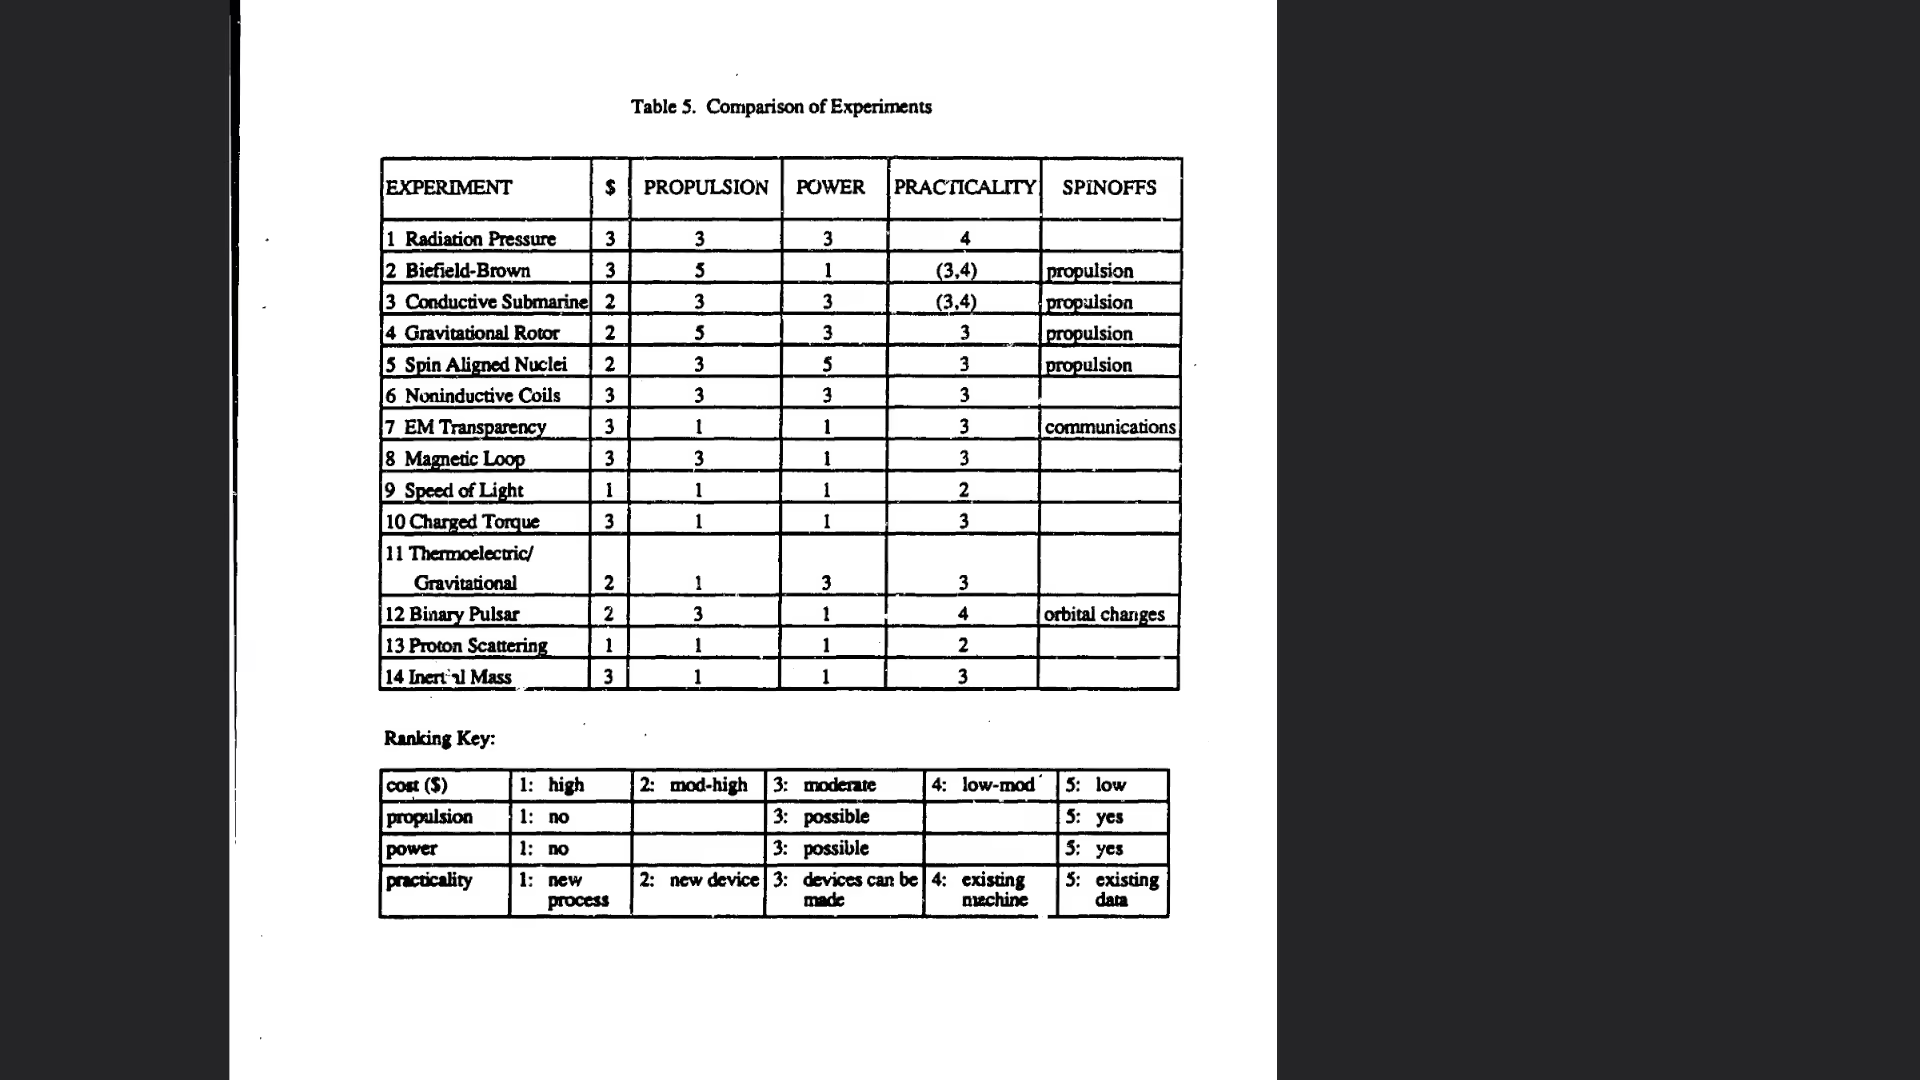 Table 5. Comparison of Experiments
EXPERIMENT $ PROPULSION POWER PRACTICALITY SPINOFFS
1 Radiation Pressure 3 3 3 4
2 Biefield-Brown 3 5 1 (3,4) propulsion
3 Conductive Submarine 2 3 3 (3,4) propulsion
4 Gravitational Rotor 2 5 3 3 propulsion
5 Spin Aligned Nuclei 2 3 5 3 propulsion
6 Noninductive Coils 3 3 3 3
7 EM Transparency 3 1 1 3 communications
8 Magnetic Loop 3 3 1 3
9 Speed of Light 1 1 1 2
10 Charged Torque 3 1 1 3
11 Thermoelectric/
Gravitational 2 1 3 3
12 Binary Pulsar 2 3 1 4 orbital changes
13 Proton Scattering 1 1 1 2
14 Inertial Mass 3 1 1 3
Ranking Key:
cost ($) 1: high 2: mod-high 3: moderate 4: low-mod 5: low
propulsion 1: no 3: possible 5: yes
power 1: no 3: possible 5: yes
practicality 1: new 2: new device 3: devices can be 4: existing 5: existing
process made machine data